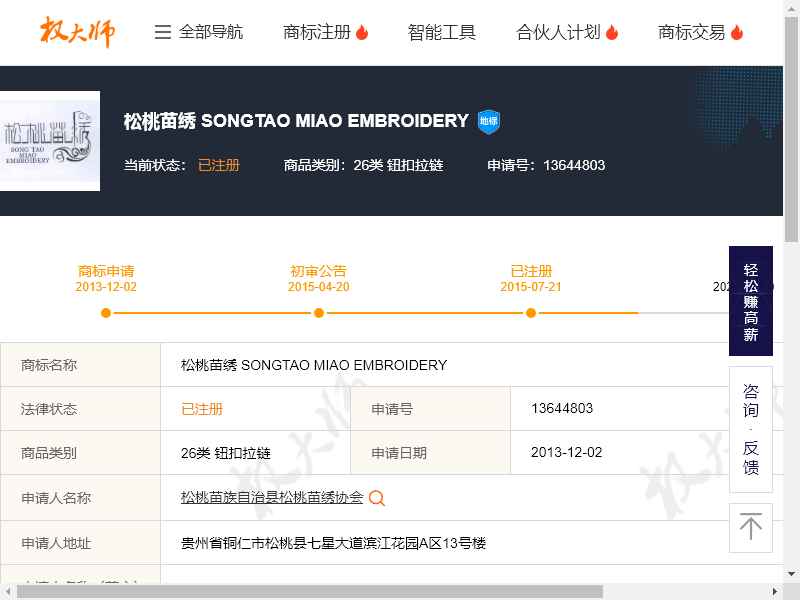 权大师
全部导航
商标注册
智能工具
合伙人计划
商标交易
松桃苗绣
SONG TAO
MIAO
EMBROIDERY
松桃苗绣 SONGTAO MIAO EMBROIDERY 地标
当前状态： 已注册 商品类别：26类 钮扣拉链 申请号：13644803
商标申请
2013-12-02
初审公告
2015-04-20
已注册
2015-07-21
轻松赚高薪
咨询·反馈
商标名称 松桃苗绣 SONGTAO MIAO EMBROIDERY
法律状态 已注册 申请号 13644803
商品类别 26类 钮扣拉链 申请日期 2013-12-02
申请人名称 松桃苗族自治县松桃苗绣协会
申请人地址 贵州省铜仁市松桃县七星大道滨江花园A区13号楼
权大师